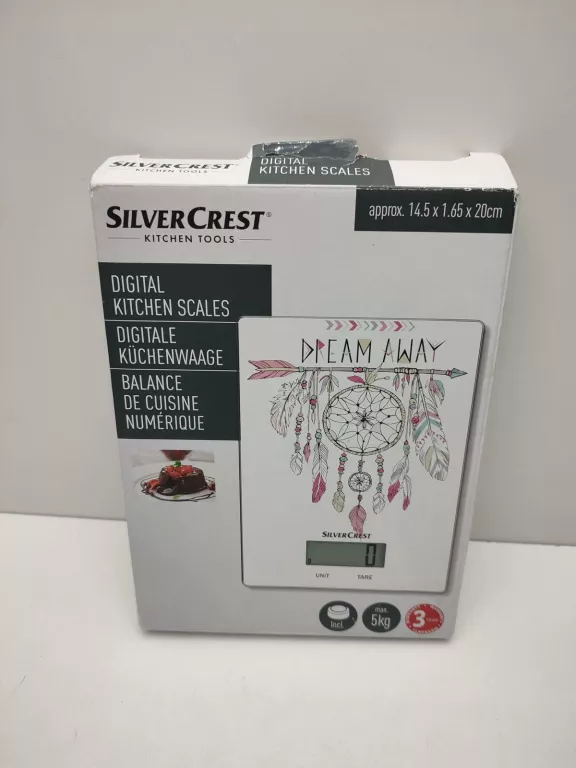 SILVERCREST
KITCHEN TOOLS
DIGITAL
KITCHEN SCALES
SILVERCREST®
KITCHEN TOOLS
approx. 14.5 x 1.65 x 20cm
DIGITAL
KITCHEN SCALES
DIGITALE
KÜCHENWAAGE
BALANCE
DE CUISINE
NUMÉRIQUE
DREAM AWAY
SILVERCREST
0
UNIT TARE
Incl.
max.
5kg
3